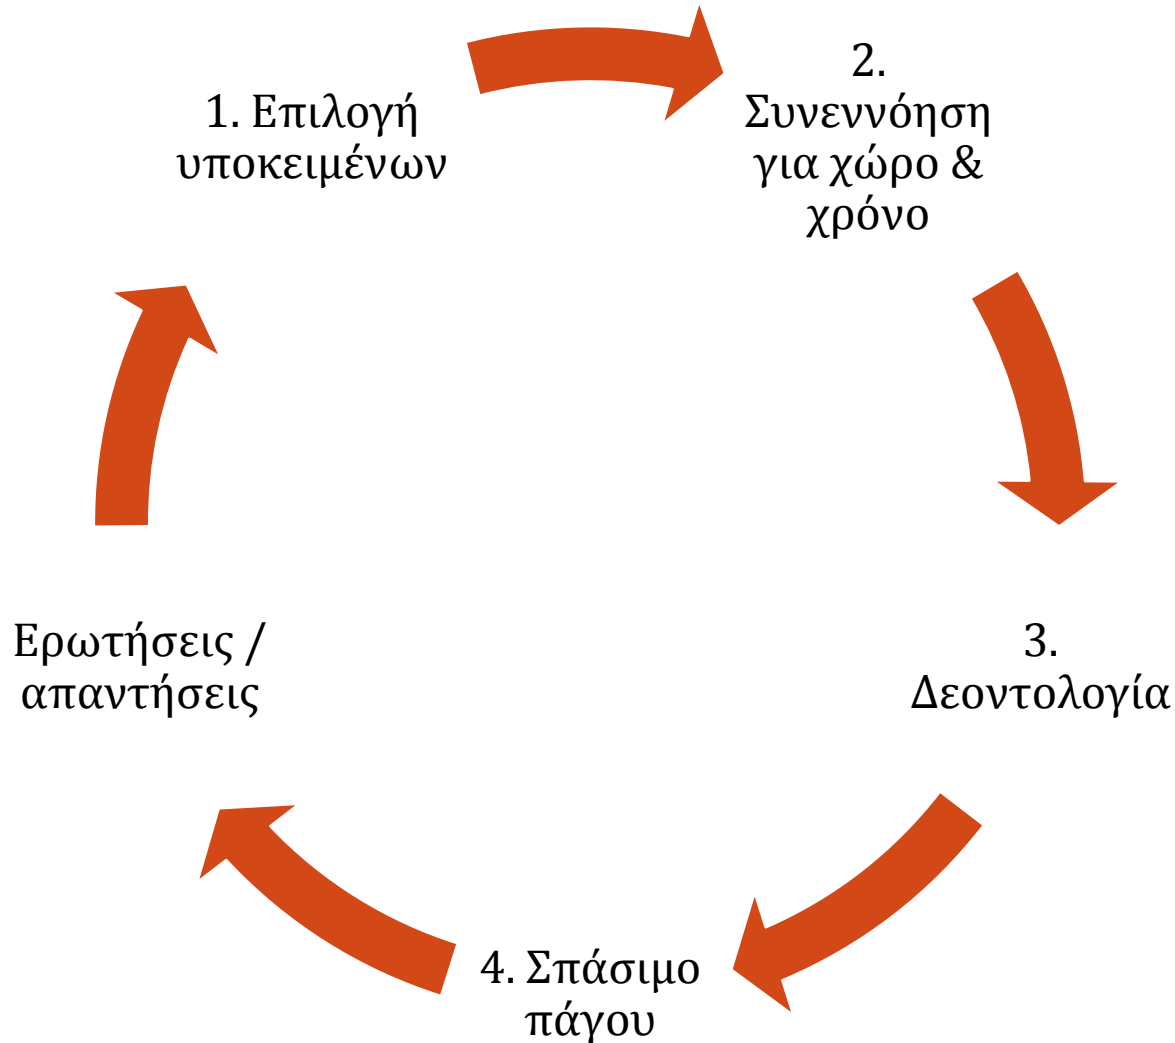 1. Επιλογή
υποκειμένων
2.
Συνεννόηση
για χώρο &
χρόνο
3.
Δεοντολογία
4. Σπάσιμο
πάγου
Ερωτήσεις /
απαντήσεις